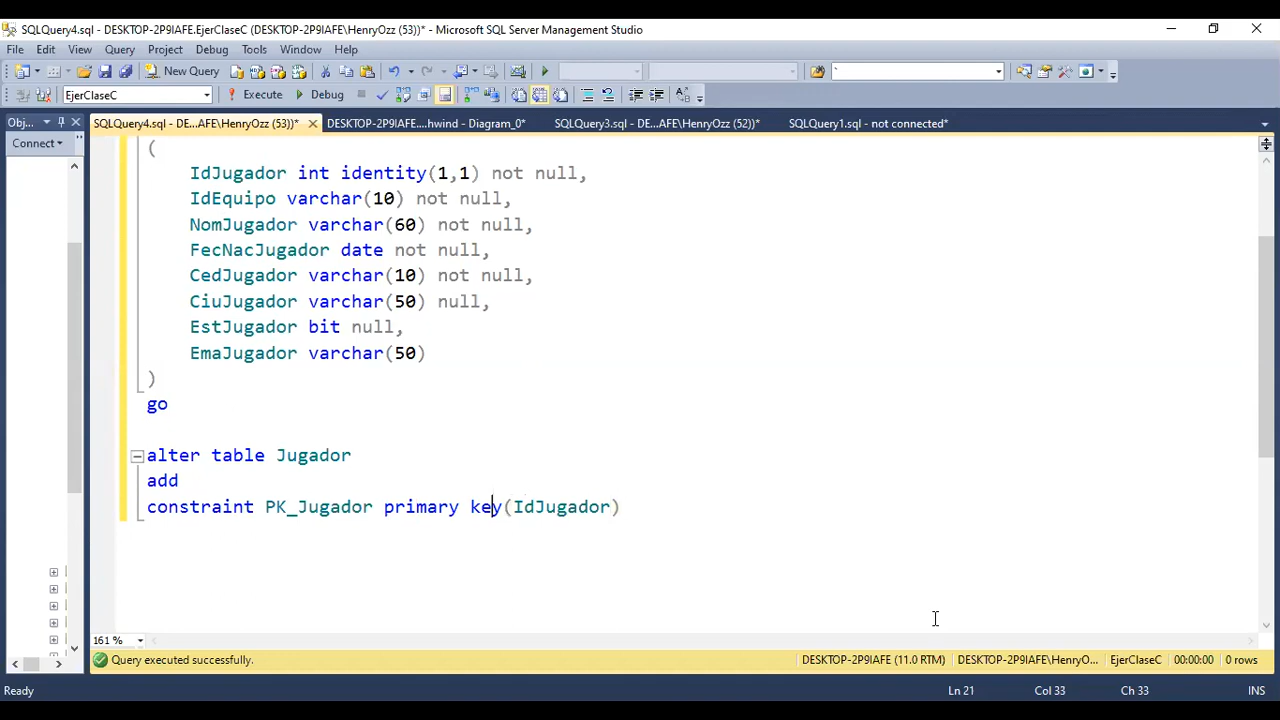 SQLQuery4.sql - DESKTOP-2P9IAFE.EjerClaseC (DESKTOP-2P9IAFE\HenryOzz (53))* - Microsoft SQL Server Management Studio
File Edit View Query Project Debug Tools Window Help
New Query
EjerClaseC Execute Debug
Obj... SQLQuery4.sql - DE...AFE\HenryOzz (53))* DESKTOP-2P9IAFE....hwind - Diagram_0* SQLQuery3.sql - DE...AFE\HenryOzz (52))* SQLQuery1.sql - not connected*
Connect
(
IdJugador int identity(1,1) not null,
IdEquipo varchar(10) not null,
NomJugador varchar(60) not null,
FecNacJugador date not null,
CedJugador varchar(10) not null,
CiuJugador varchar(50) null,
EstJugador bit null,
EmaJugador varchar(50)
)
go
alter table Jugador
add
constraint PK_Jugador primary key(IdJugador)
161 %
Query executed successfully. DESKTOP-2P9IAFE (11.0 RTM) DESKTOP-2P9IAFE\HenryO... EjerClaseC 00:00:00 0 rows
Ready Ln 21 Col 33 Ch 33 INS